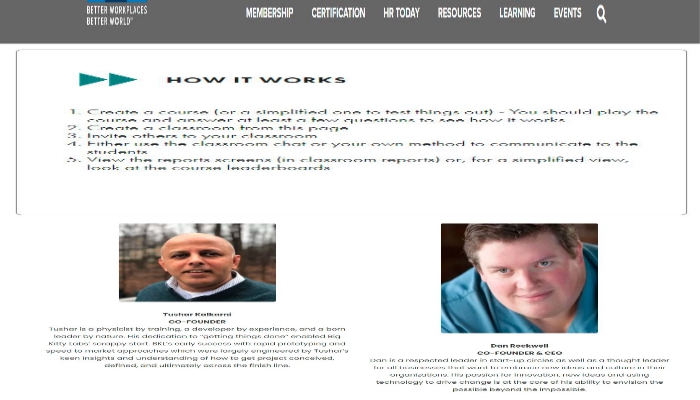 BETTER WORKPLACES
BETTER WORLD
MEMBERSHIP CERTIFICATION HR TODAY RESOURCES LEARNING EVENTS
HOW IT WORKS
1. Create a course (or a simplified one to test things out) - You should play the
course and answer at least a few questions to see how it works
2. Create a classroom from this page
3. Invite others to your classroom
4. Either use the classroom chat or your own method to communicate to the
students
5. View the reports screens (in classroom reports) or, for a simplified view,
look at the course leaderboards
Tushar Kalkarni
CO-FOUNDER
Tushar is a physicist by training, a developer by experience, and a born
leader by nature. His dedication to "getting things done" enabled Big
Kitty Labs' scrappy start. BKL's early success with rapid prototyping and
speed to market approaches which were largely engineered by Tushar's
keen insights and understanding of how to get project conceived,
defined, and ultimately across the finish line.
Dan Rockwell
CO-FOUNDER & CEO
Dan is a respected leader in start-up circles as well as a thought leader
for all businesses that want to embrace new ideas and culture in their
organizations. His passion for innovation, new ideas and using
technology to drive change is at the core of his ability to envision the
possible beyond the impossible.